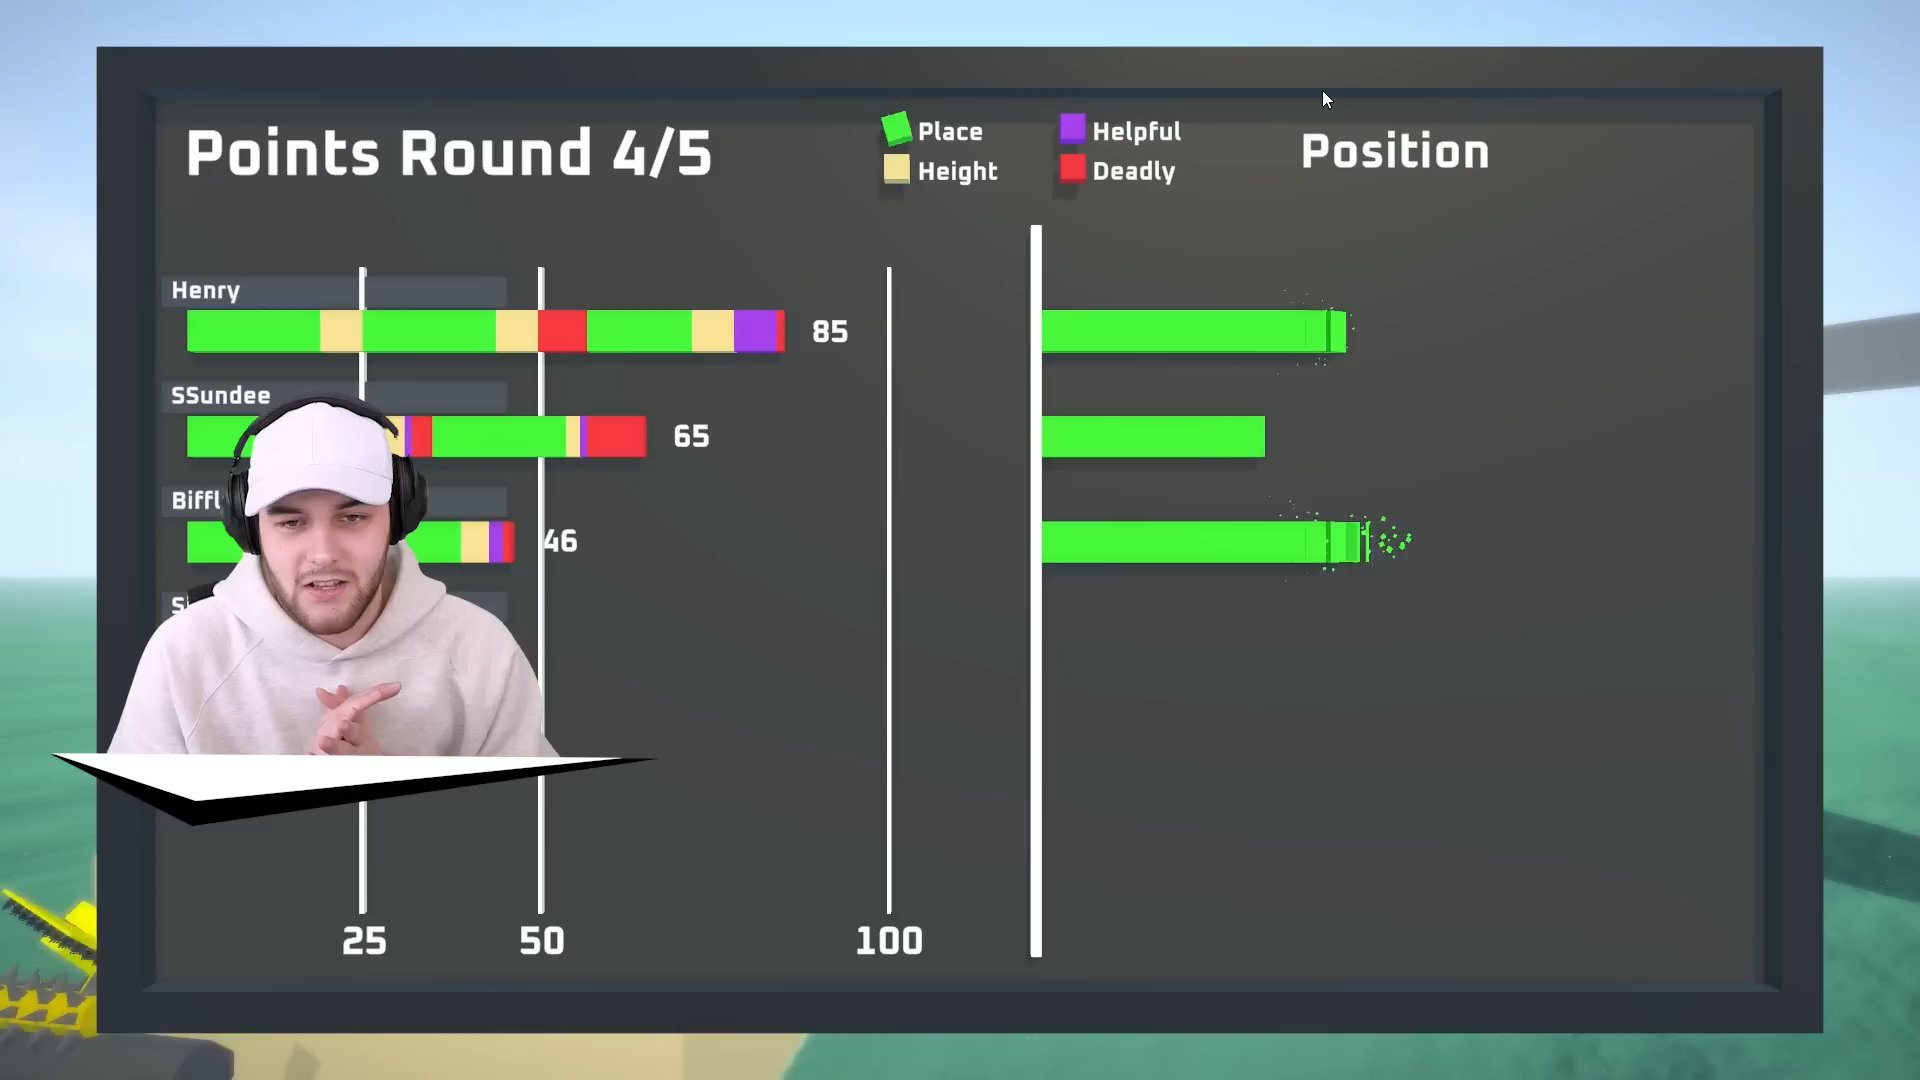 Points Round 4/5
Place
Helpful
Position
Height
Deadly
Henry
85
SSundee
65
46
25
50
100